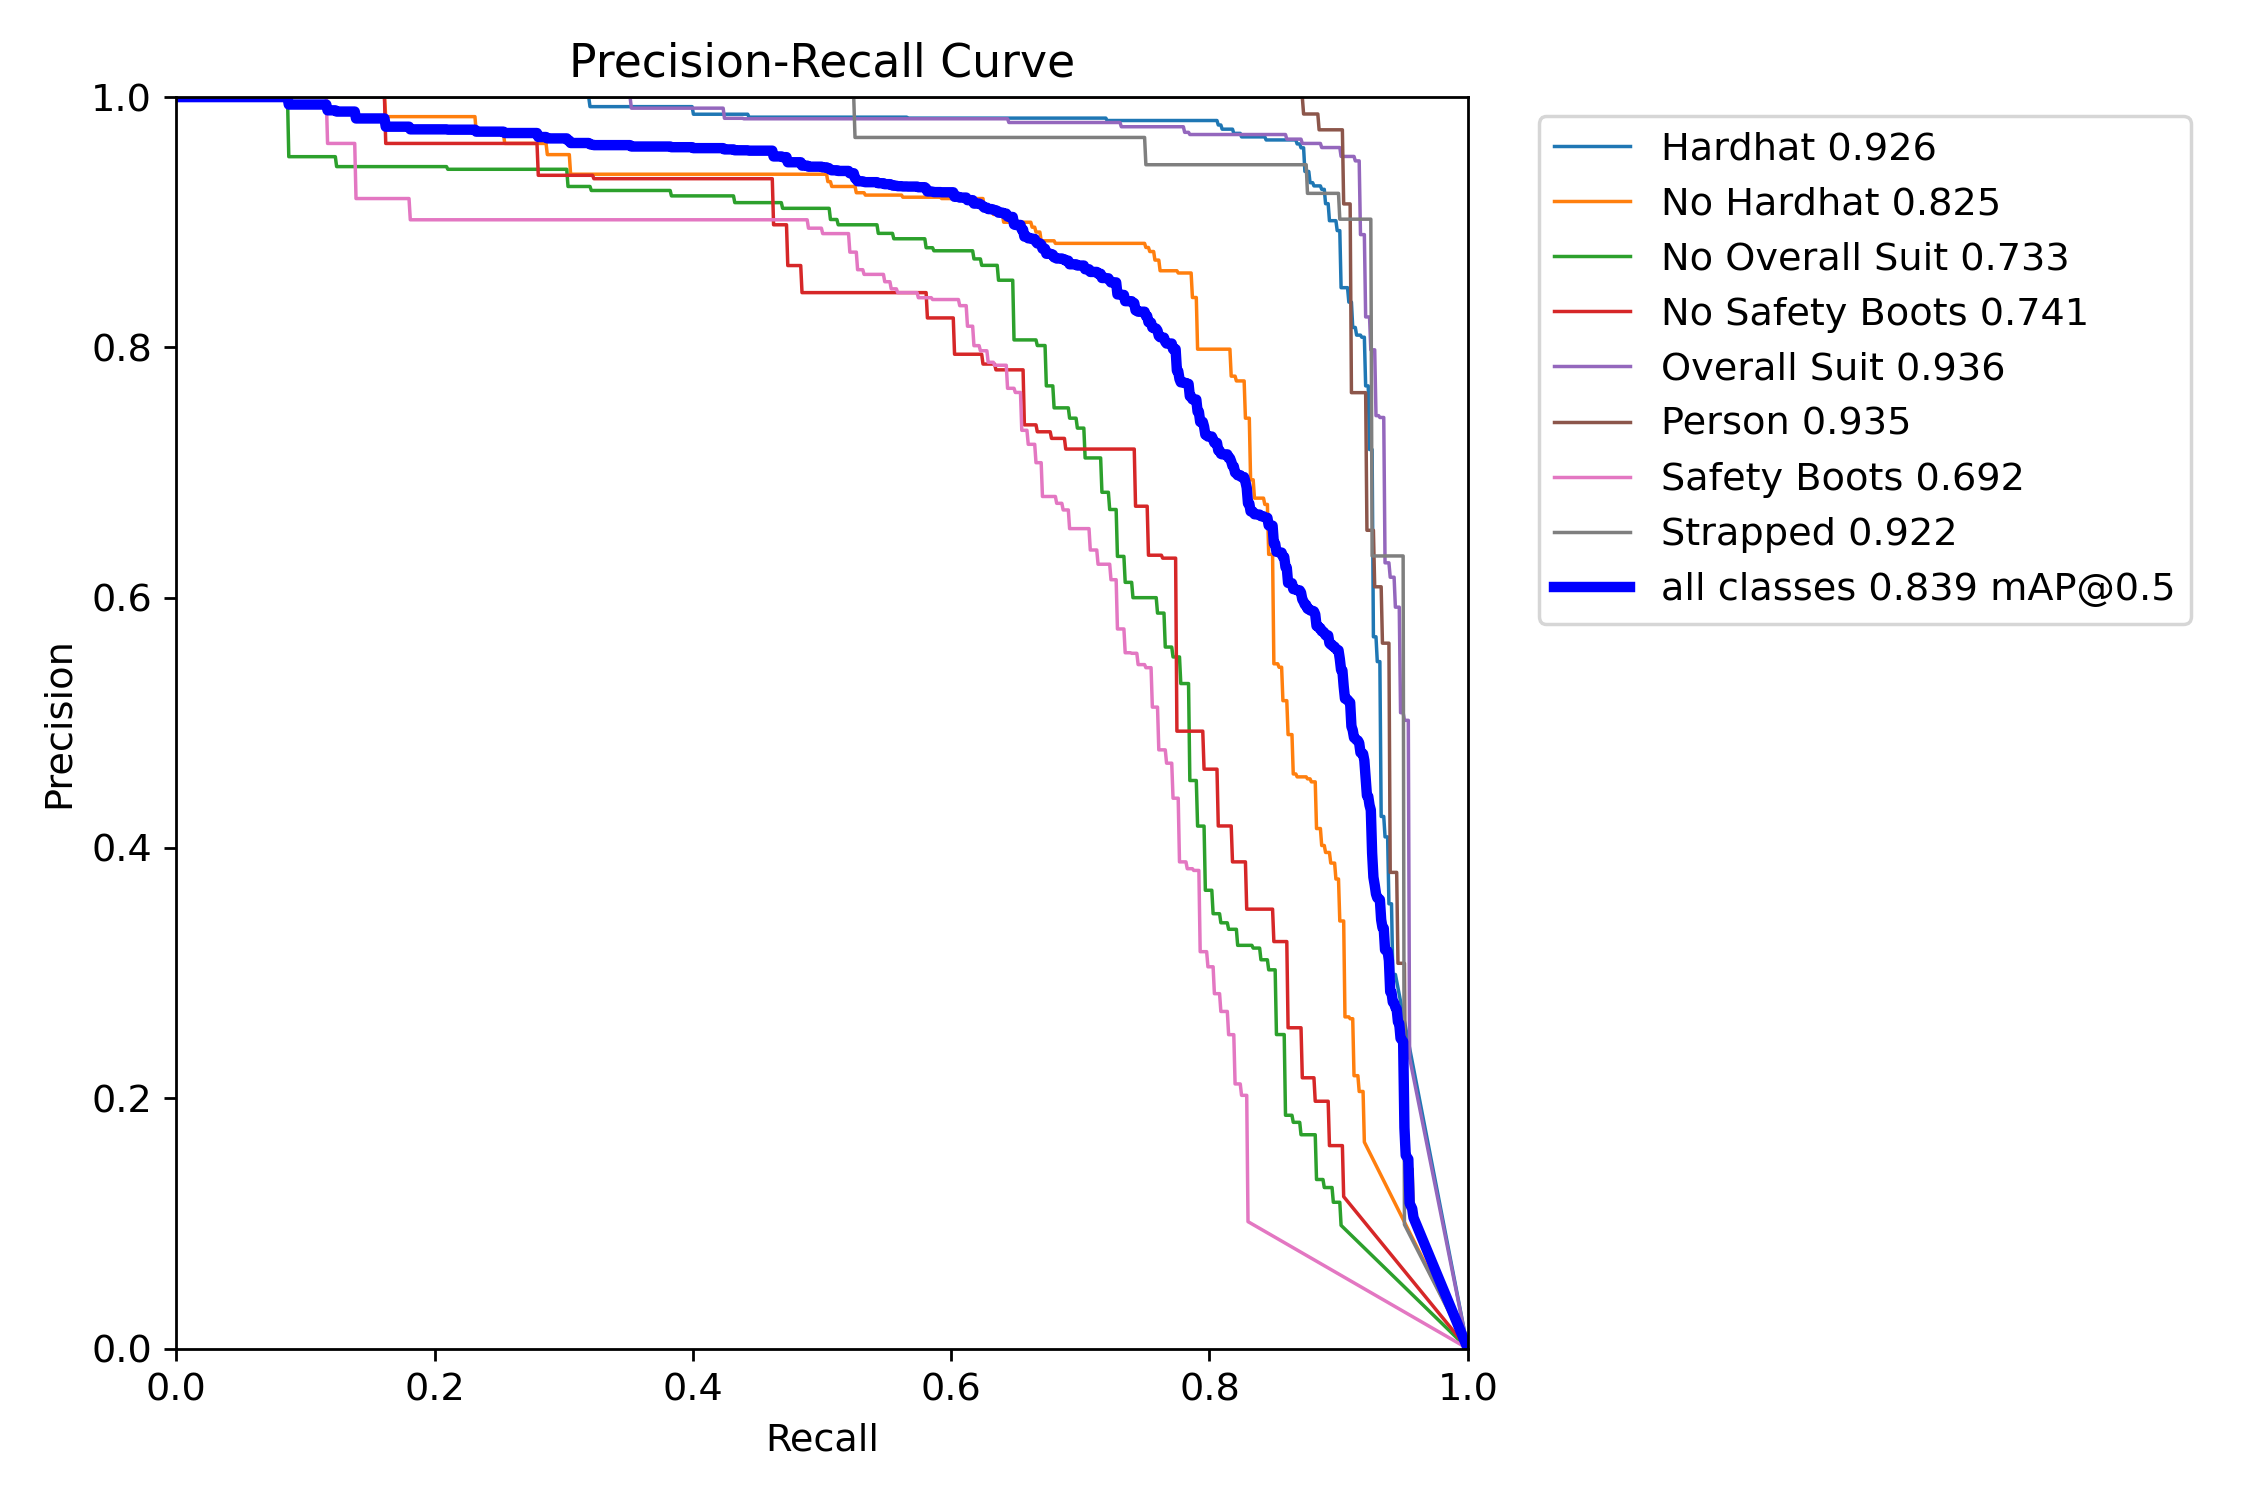 Precision-Recall Curve
1.0
0.8
0.6
0.4
0.2
0.0
Precision
0.0 0.2 0.4 0.6 0.8 1.0
Recall
Hardhat 0.926
No Hardhat 0.825
No Overall Suit 0.733
No Safety Boots 0.741
Overall Suit 0.936
Person 0.935
Safety Boots 0.692
Strapped 0.922
all classes 0.839 mAP@0.5